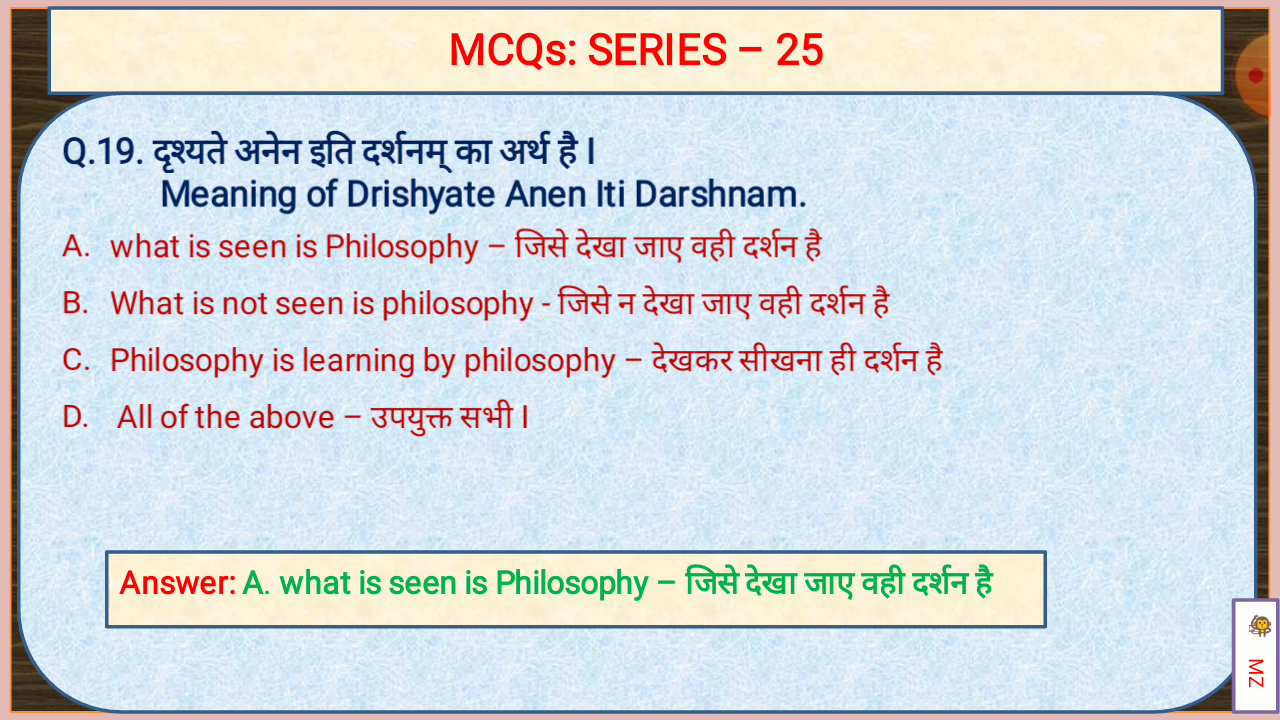 MCQs: SERIES – 25
Q.19. दृश्यते अनेन इति दर्शनम् का अर्थ है I
Meaning of Drishyate Anen Iti Darshnam.
A. what is seen is Philosophy – जिसे देखा जाए वही दर्शन है
B. What is not seen is philosophy - जिसे न देखा जाए वही दर्शन है
C. Philosophy is learning by philosophy – देखकर सीखना ही दर्शन है
D. All of the above – उपयुक्त सभी I
Answer: A. what is seen is Philosophy – जिसे देखा जाए वही दर्शन है
MZ